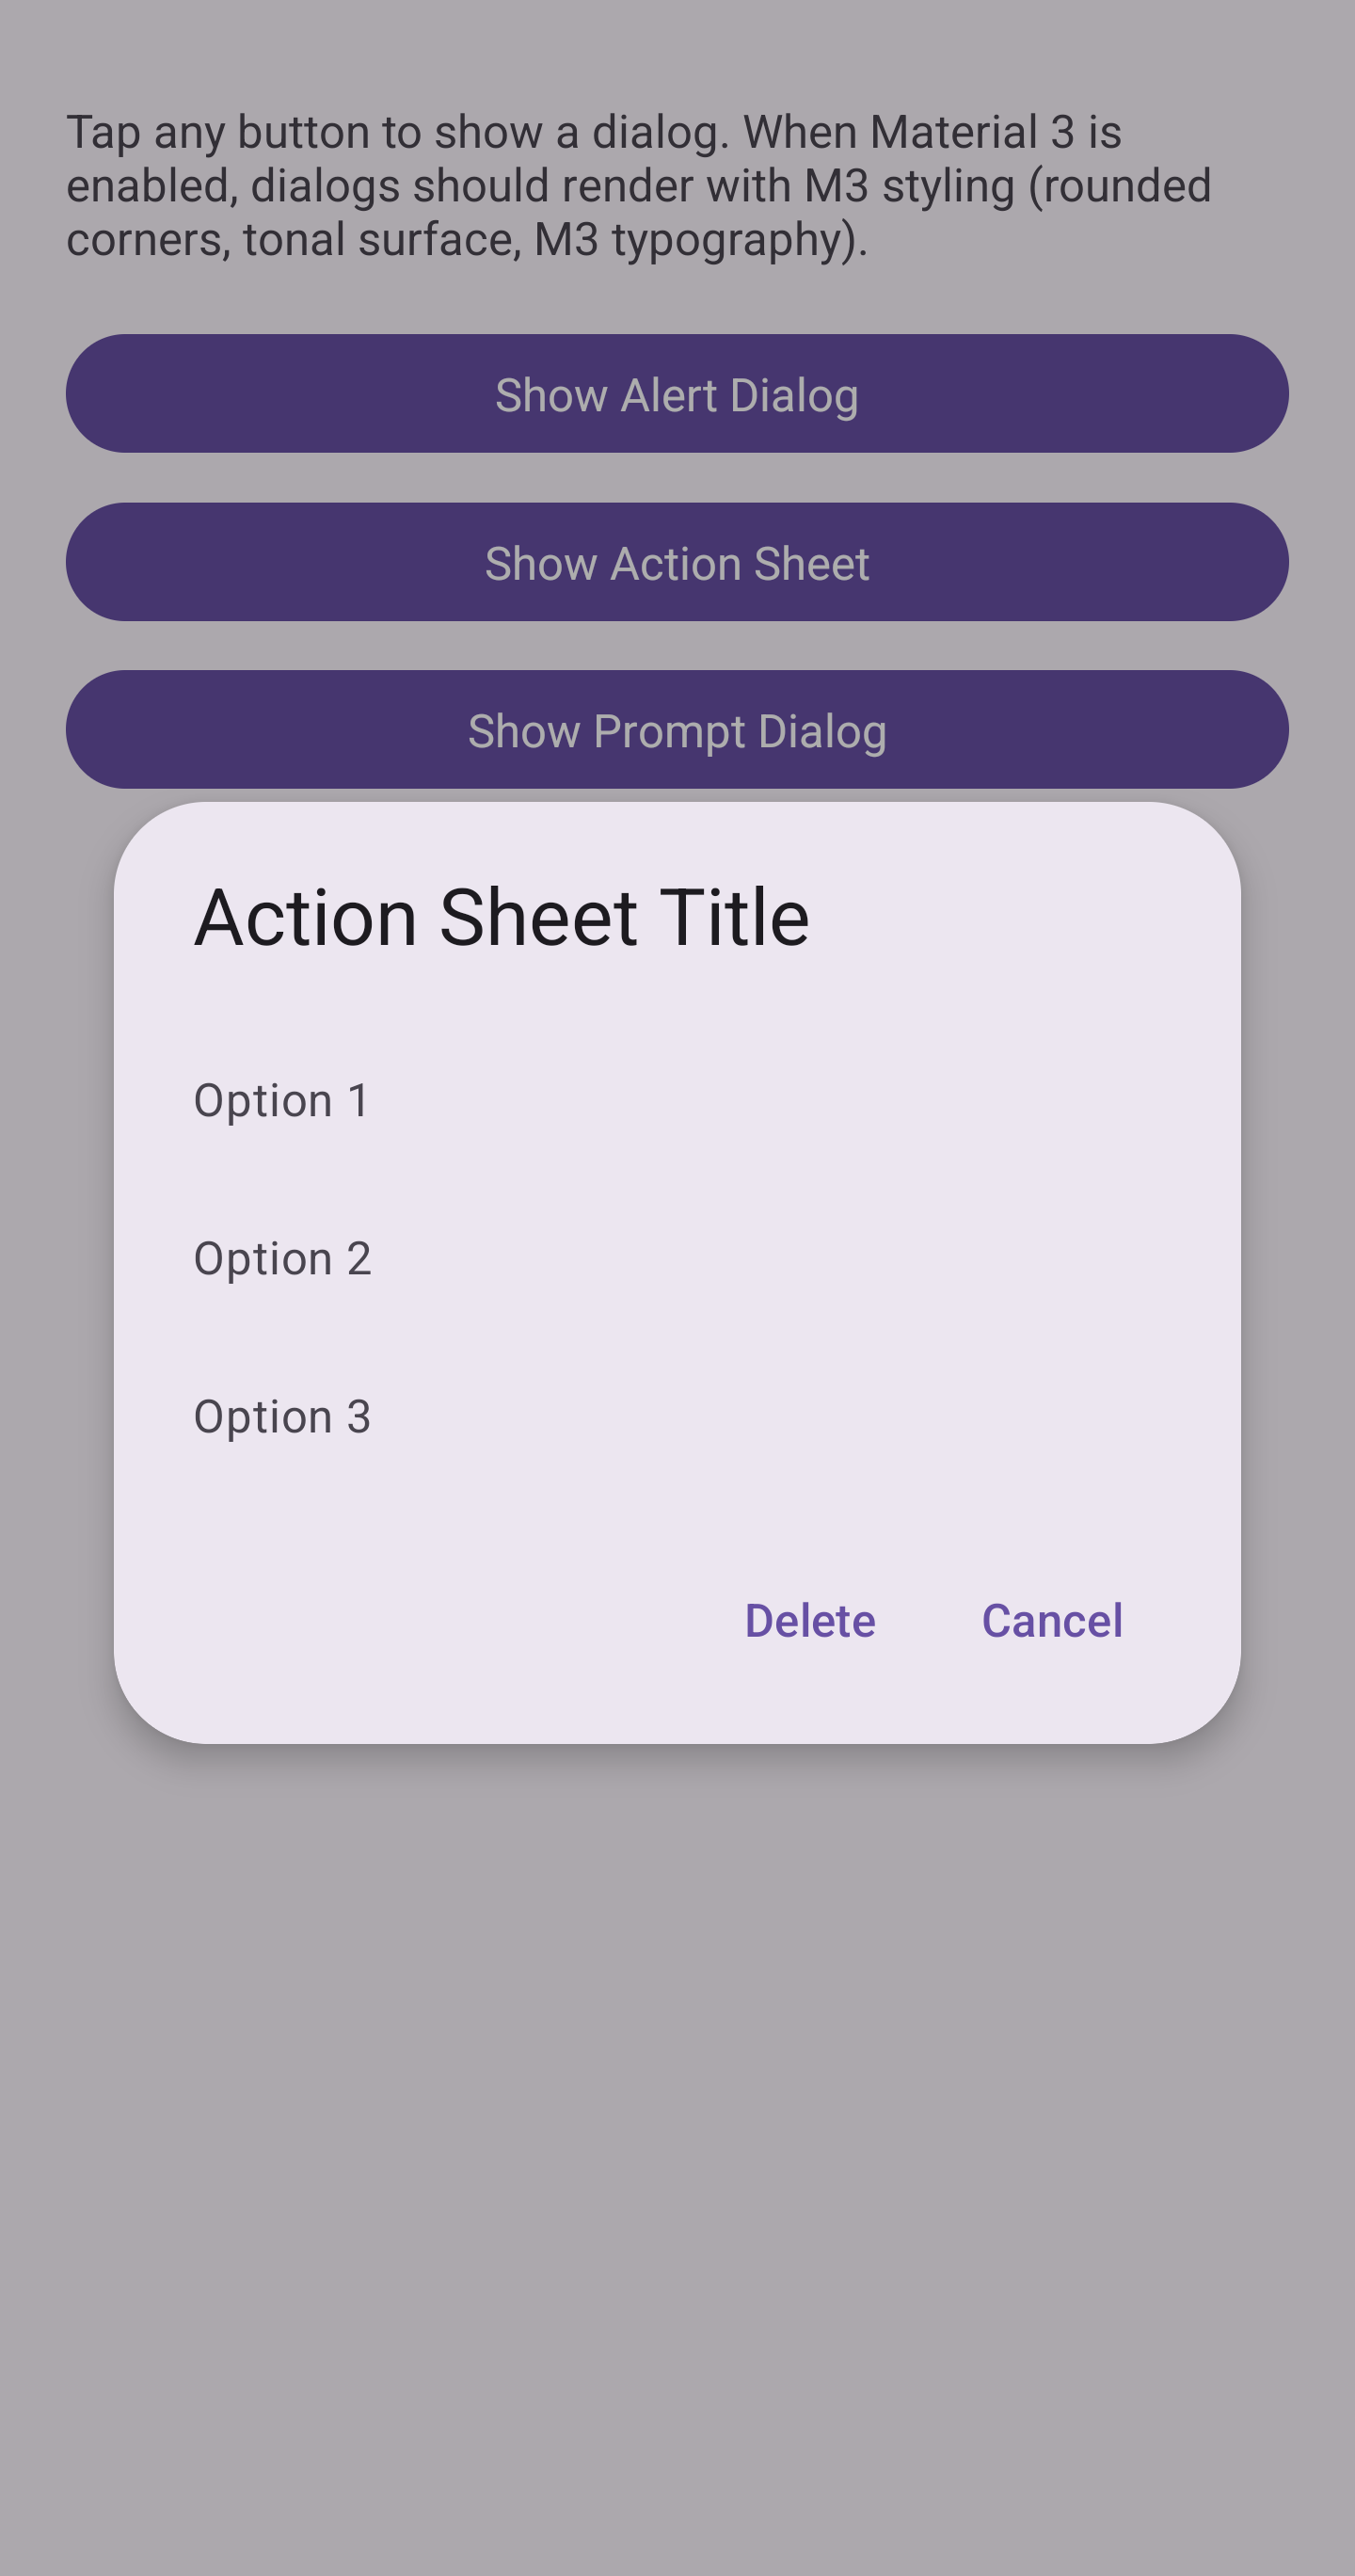 Tap any button to show a dialog. When Material 3 is
enabled, dialogs should render with M3 styling (rounded
corners, tonal surface, M3 typography).
Show Alert Dialog
Show Action Sheet
Show Prompt Dialog
Action Sheet Title
Option 1
Option 2
Option 3
Delete Cancel